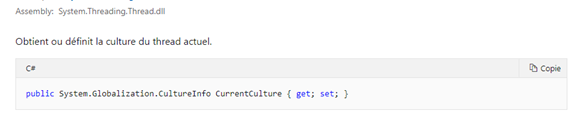 Assembly: System.Threading.Thread.dll
Obtient ou définit la culture du thread actuel.
C# Copie
public System.Globalization.CultureInfo CurrentCulture { get; set; }